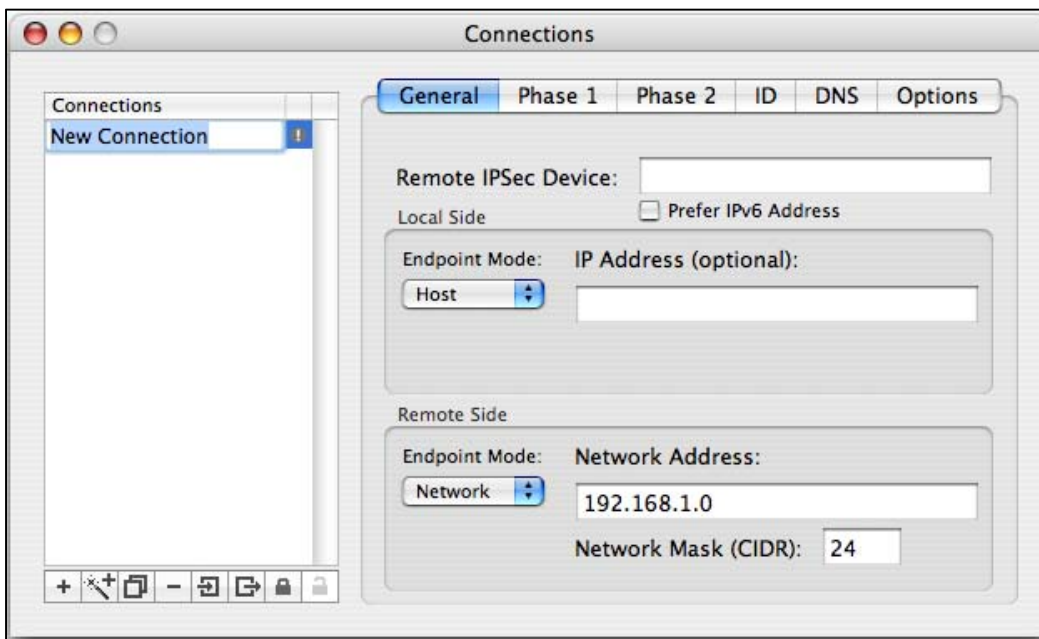 Connections
Connections
New Connection
General Phase 1 Phase 2 ID DNS Options
Remote IPSec Device:
Prefer IPv6 Address
Local Side
Endpoint Mode: IP Address (optional):
Host
Remote Side
Endpoint Mode: Network Address:
Network 192.168.1.0
Network Mask (CIDR): 24